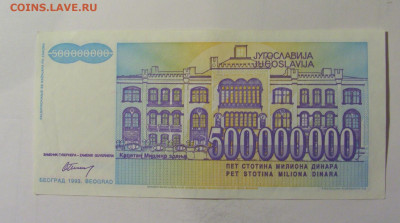 COINS.LAVE.RU
500000000
ЈУГОСЛАВИЈА
JUGOSLAVIJA
500000000
ПЕТ СТОТИНА МИЛИОНА ДИНАРА
PET STOTINA MILIONA DINARA
БЕОГРАД 1993. BEOGRAD